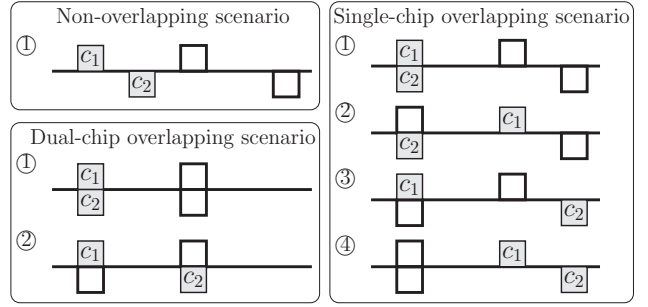 Non-overlapping scenario
①
c₁
c₂
Dual-chip overlapping scenario
①
c₁
c₂
②
c₁
c₂
Single-chip overlapping scenario
①
c₁
c₂
②
c₁
c₂
③
c₁
c₂
④
c₁
c₂